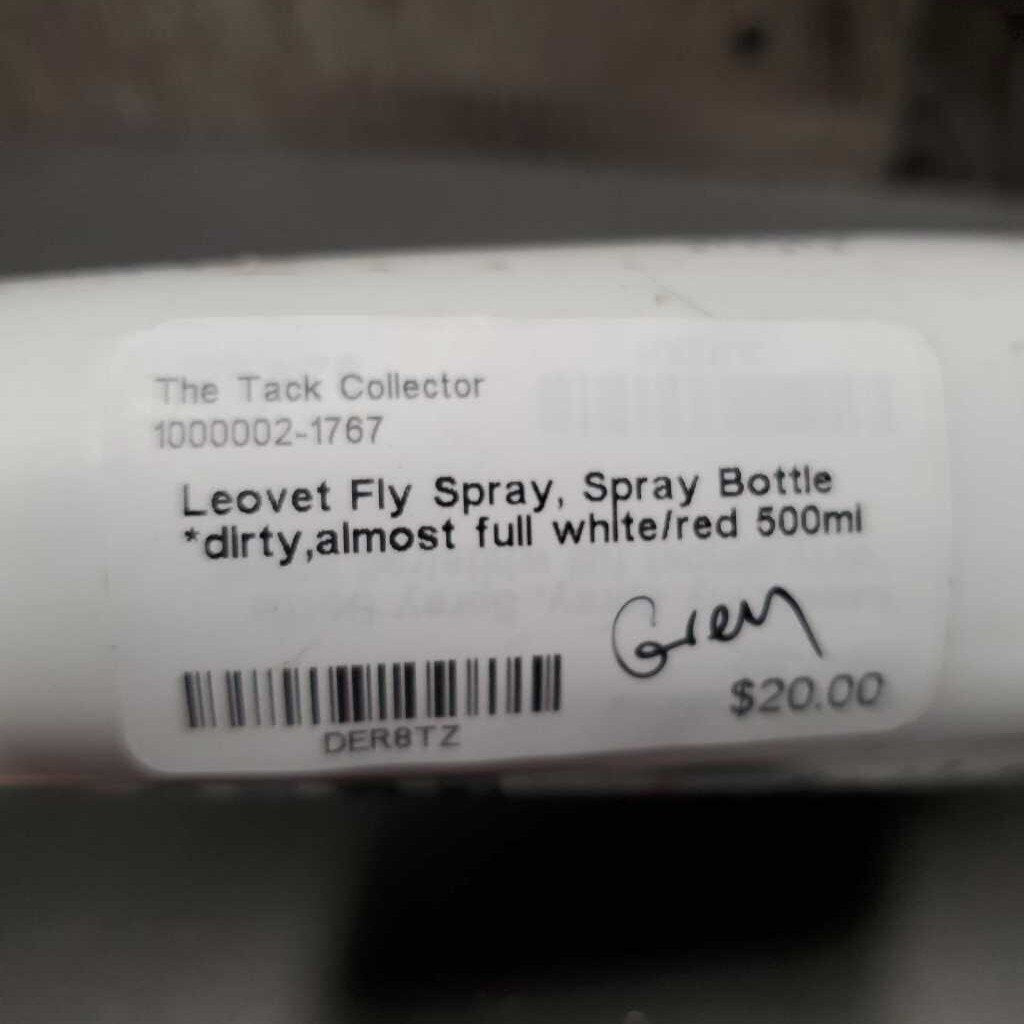 The Tack Collector
1000002-1767
Leovet Fly Spray, Spray Bottle
*dirty,almost full white/red 500ml
Grey
$20.00
DER8TZ